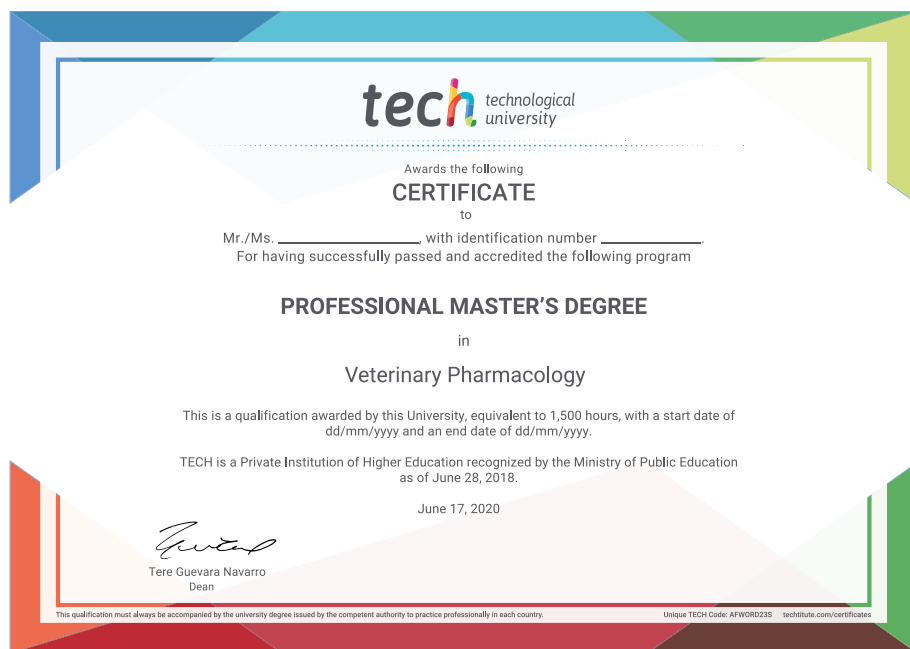 tech technological
university
Awards the following
CERTIFICATE
to
Mr./Ms. ____________________, with identification number ______________.
For having successfully passed and accredited the following program
PROFESSIONAL MASTER’S DEGREE
in
Veterinary Pharmacology
This is a qualification awarded by this University, equivalent to 1,500 hours, with a start date of
dd/mm/yyyy and an end date of dd/mm/yyyy.
TECH is a Private Institution of Higher Education recognized by the Ministry of Public Education
as of June 28, 2018.
June 17, 2020
Tere Guevara Navarro
Dean
This qualification must always be accompanied by the university degree issued by the competent authority to practice professionally in each country. Unique TECH Code: AFWORD23S techtitute.com/certificates